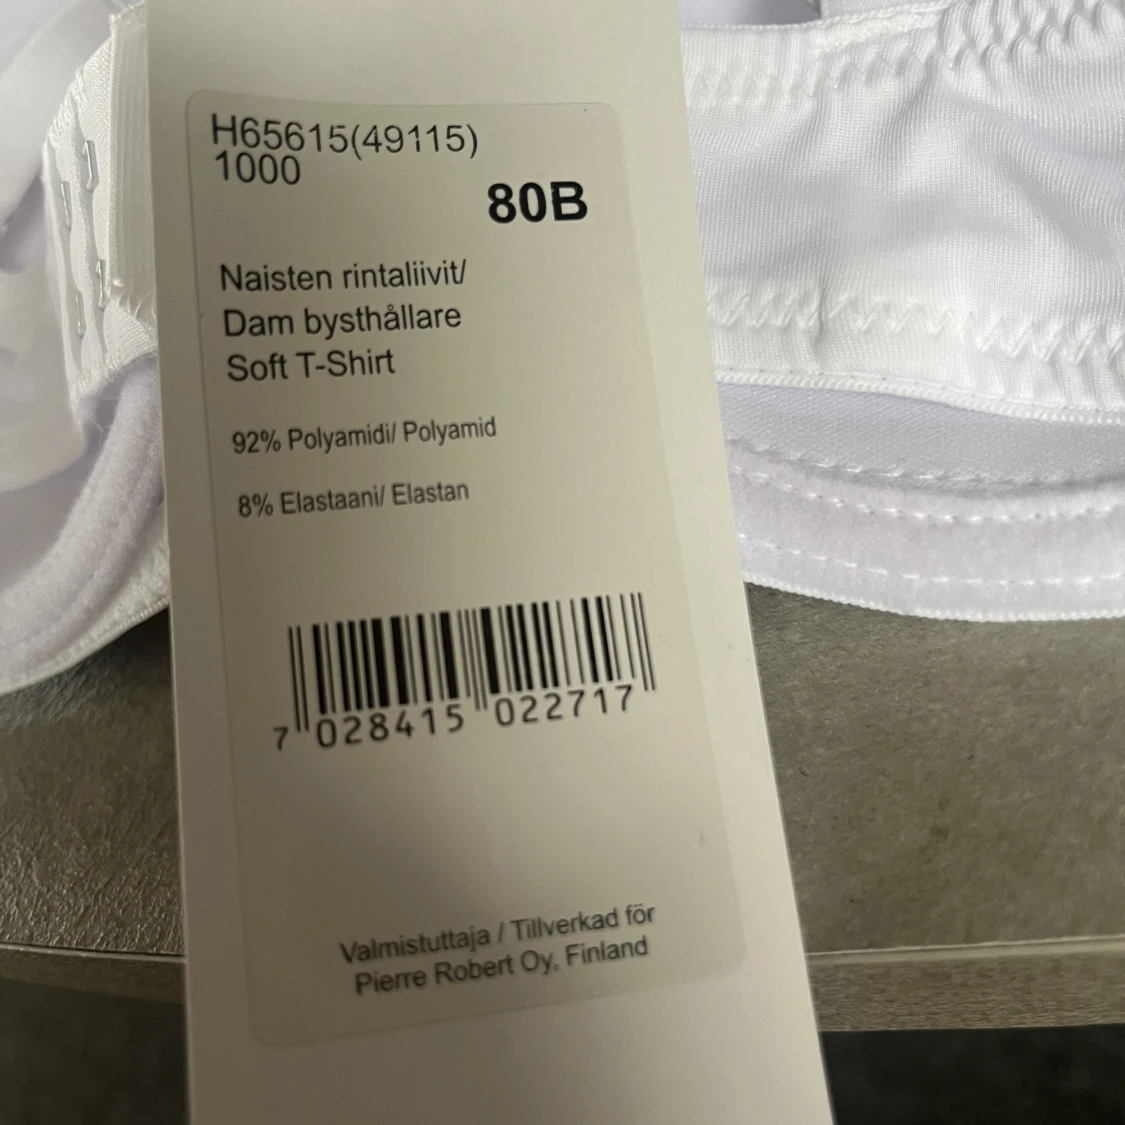 H65615(49115)
1000
80B
Naisten rintaliivit/
Dam bysthållare
Soft T-Shirt
92% Polyamidi/ Polyamid
8% Elastaani/ Elastan
7 028415 022717
Valmistuttaja / Tillverkad för
Pierre Robert Oy, Finland